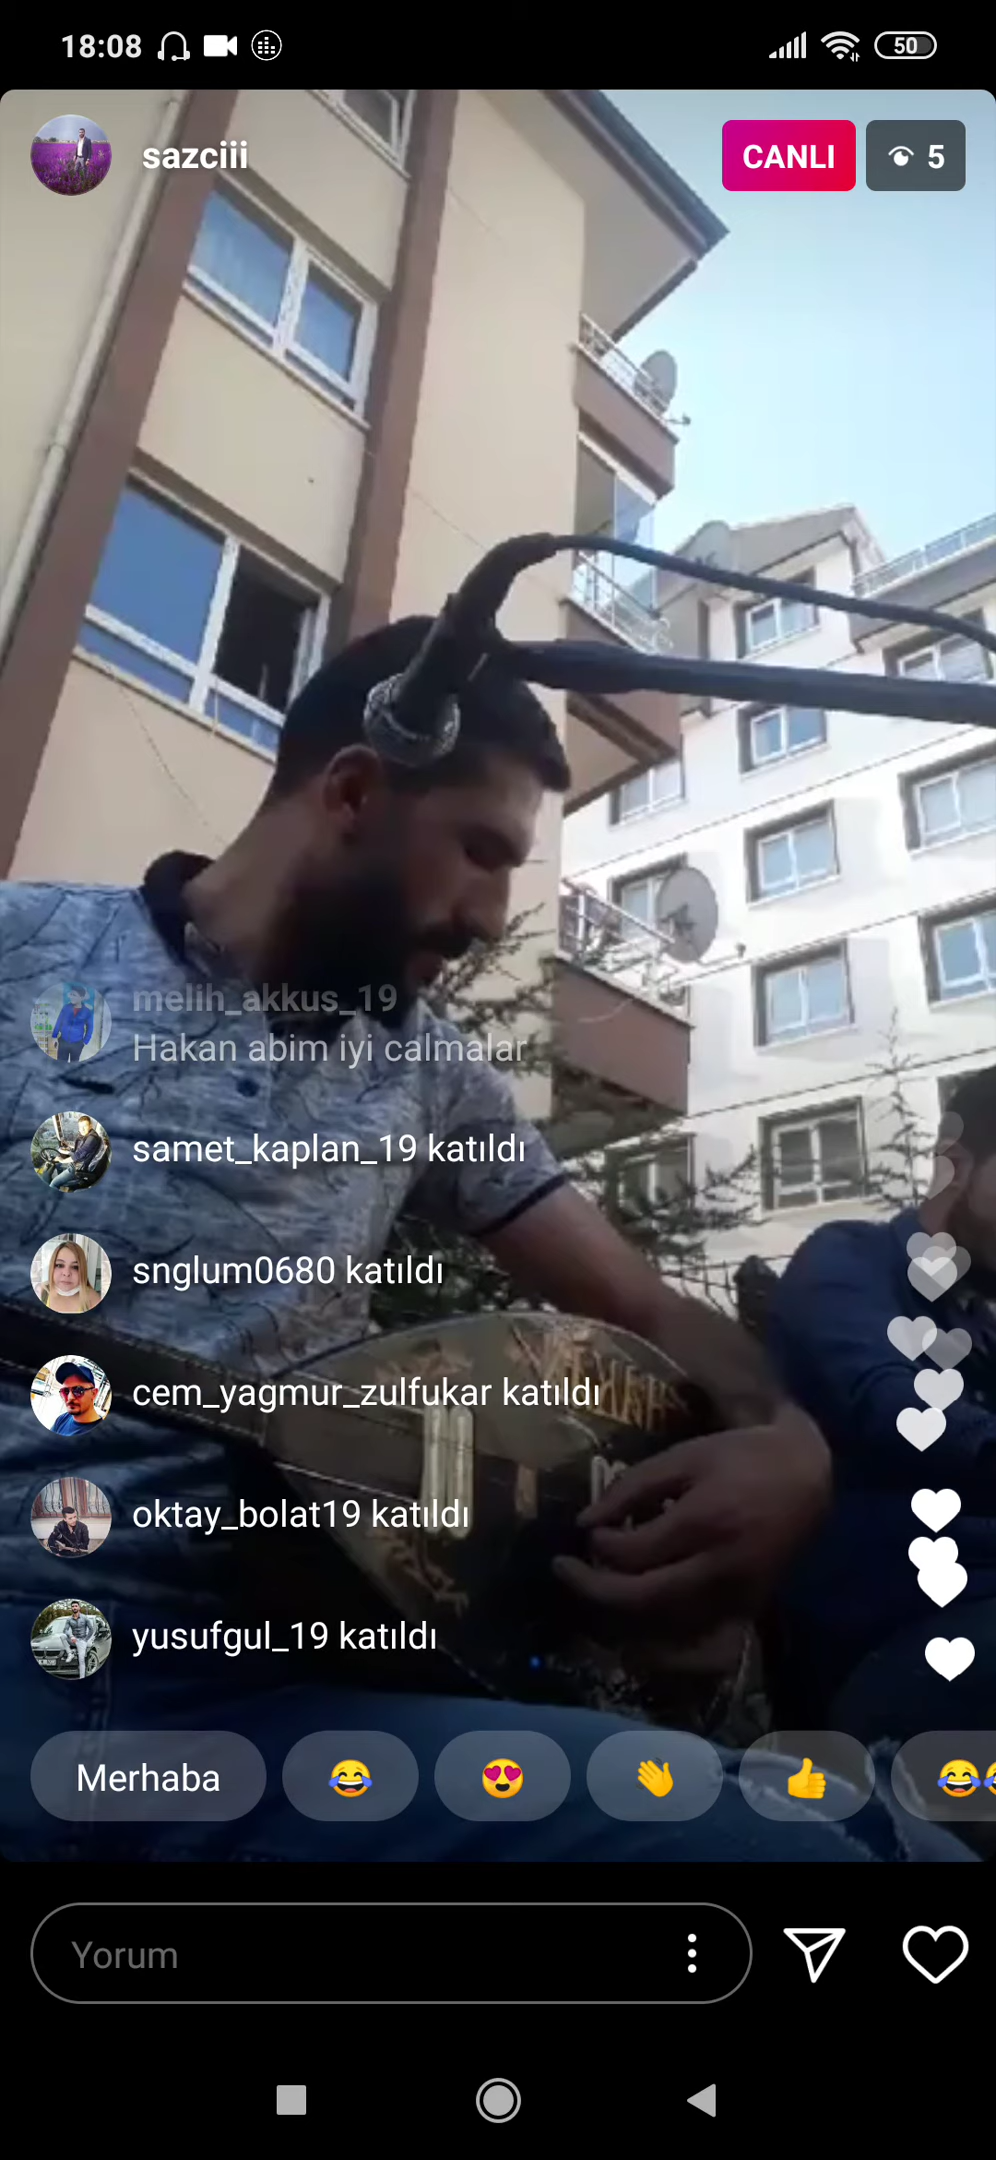 18:08
50
sazciii
CANLI
5
melih_akkus_19
Hakan abim iyi calmalar
samet_kaplan_19 katıldı
snglum0680 katıldı
cem_yagmur_zulfukar katıldı
oktay_bolat19 katıldı
yusufgul_19 katıldı
Merhaba
Yorum